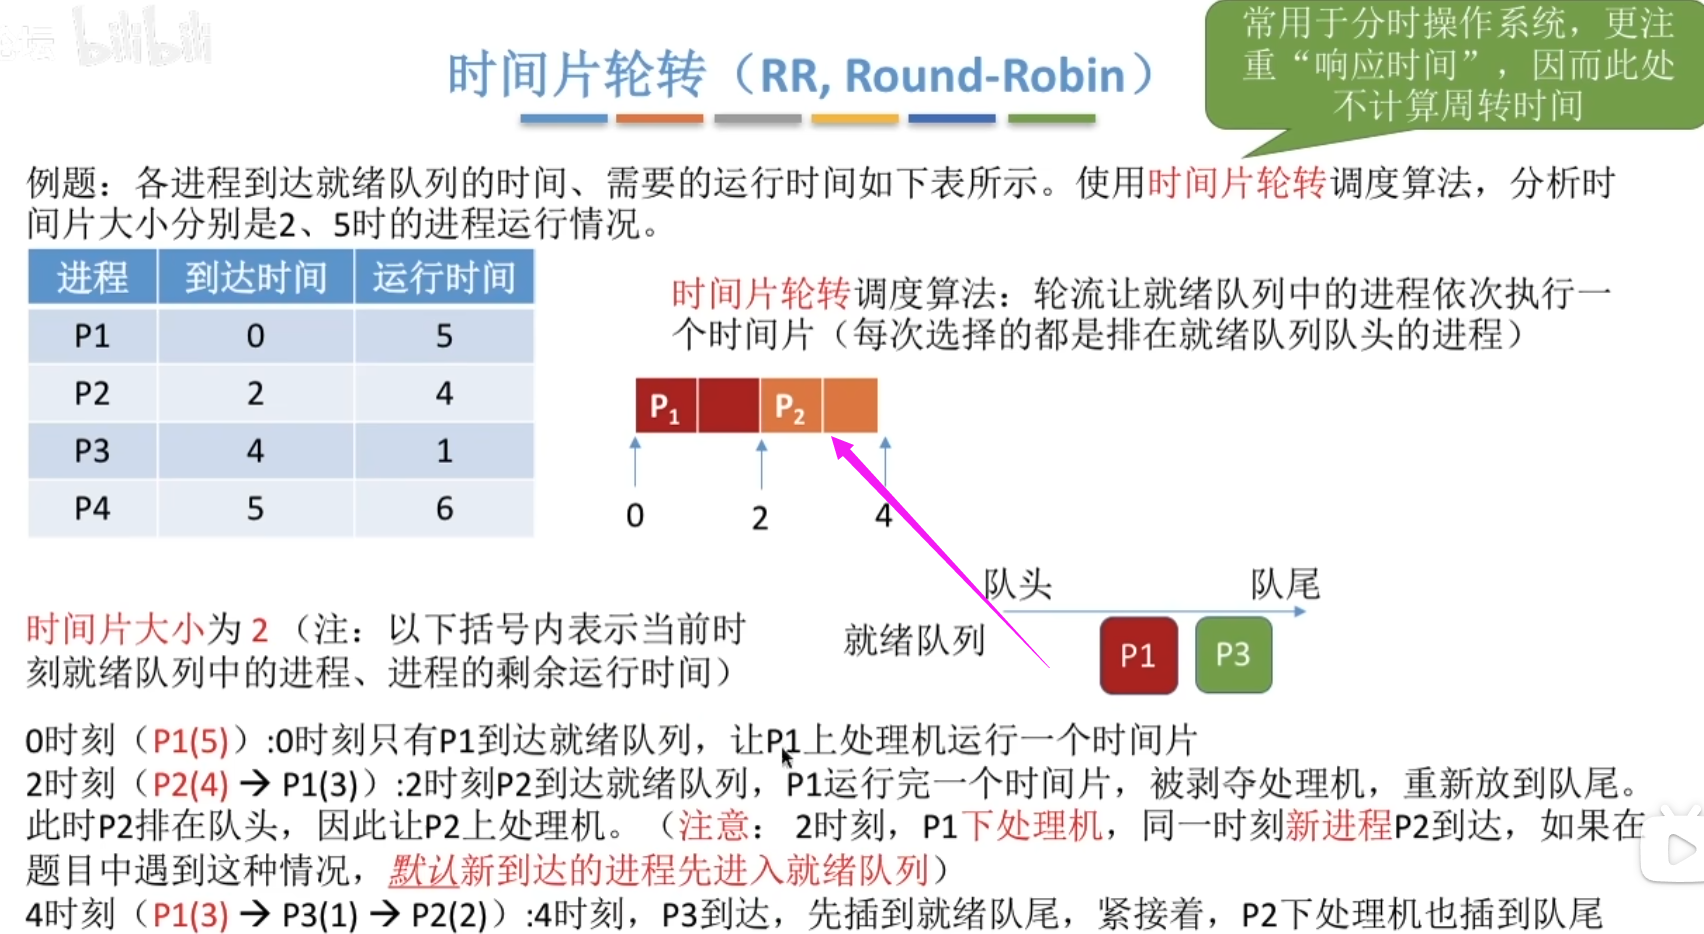 坛 bilibili
时间片轮转（RR, Round-Robin）
常用于分时操作系统，更注
重“响应时间”，因而此处
不计算周转时间
例题：各进程到达就绪队列的时间、需要的运行时间如下表所示。使用时间片轮转调度算法，分析时
间片大小分别是2、5时的进程运行情况。
进程 到达时间 运行时间
P1 0 5
P2 2 4
P3 4 1
P4 5 6
时间片轮转调度算法：轮流让就绪队列中的进程依次执行一
个时间片（每次选择的都是排在就绪队列队头的进程）
P1 P2
0 2 4
队头 队尾
就绪队列 P1 P3
时间片大小为 2（注：以下括号内表示当前时
刻就绪队列中的进程、进程的剩余运行时间）
0时刻（P1(5)）:0时刻只有P1到达就绪队列，让P1上处理机运行一个时间片
2时刻（P2(4) → P1(3)）:2时刻P2到达就绪队列，P1运行完一个时间片，被剥夺处理机，重新放到队尾。
此时P2排在队头，因此让P2上处理机。（注意： 2时刻，P1下处理机，同一时刻新进程P2到达，如果在
题目中遇到这种情况，默认新到达的进程先进入就绪队列）
4时刻（P1(3) → P3(1) → P2(2)）:4时刻，P3到达，先插到就绪队尾，紧接着，P2下处理机也插到队尾